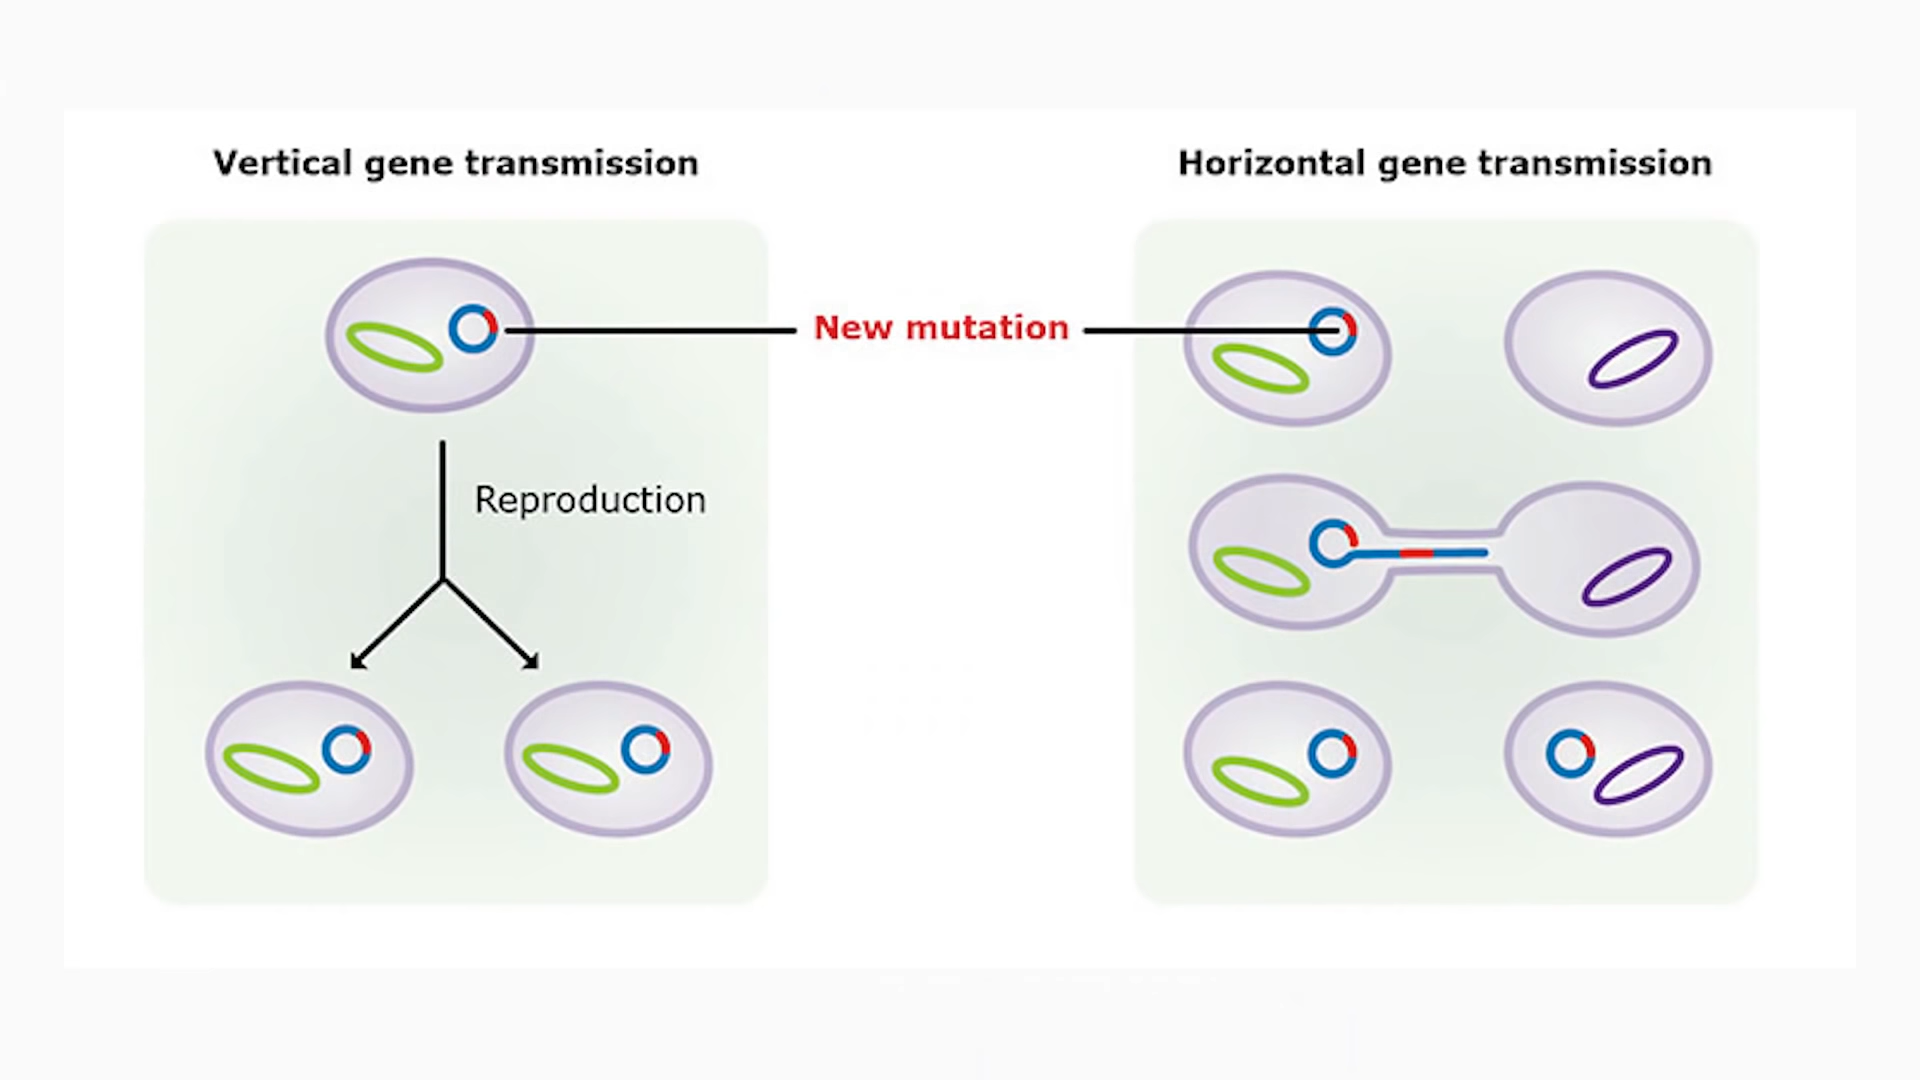 Vertical gene transmission
Horizontal gene transmission
New mutation
Reproduction